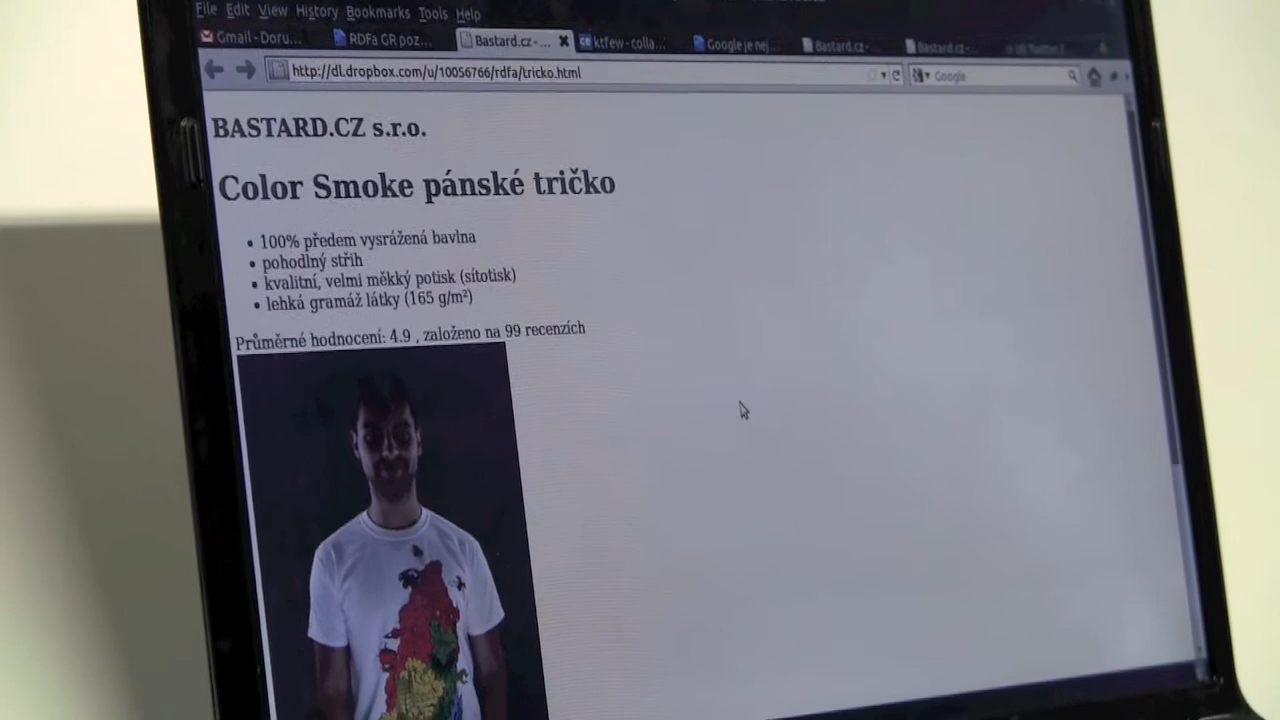 File Edit View History Bookmarks Tools Help
Gmail - Doru... RDFa GR poz... Bastard.cz - ... ktfew - colla... Google je nej... Bastard.cz - ... Bastard.cz - ...
http://dl.dropbox.com/u/10056766/rdfa/tricko.html Google
BASTARD.CZ s.r.o.
Color Smoke pánské tričko
• 100% předem vysrážená bavlna
• pohodlný střih
• kvalitní, velmi měkký potisk (sítotisk)
• lehká gramáž látky (165 g/m²)
Průměrné hodnocení: 4.9 , založeno na 99 recenzích